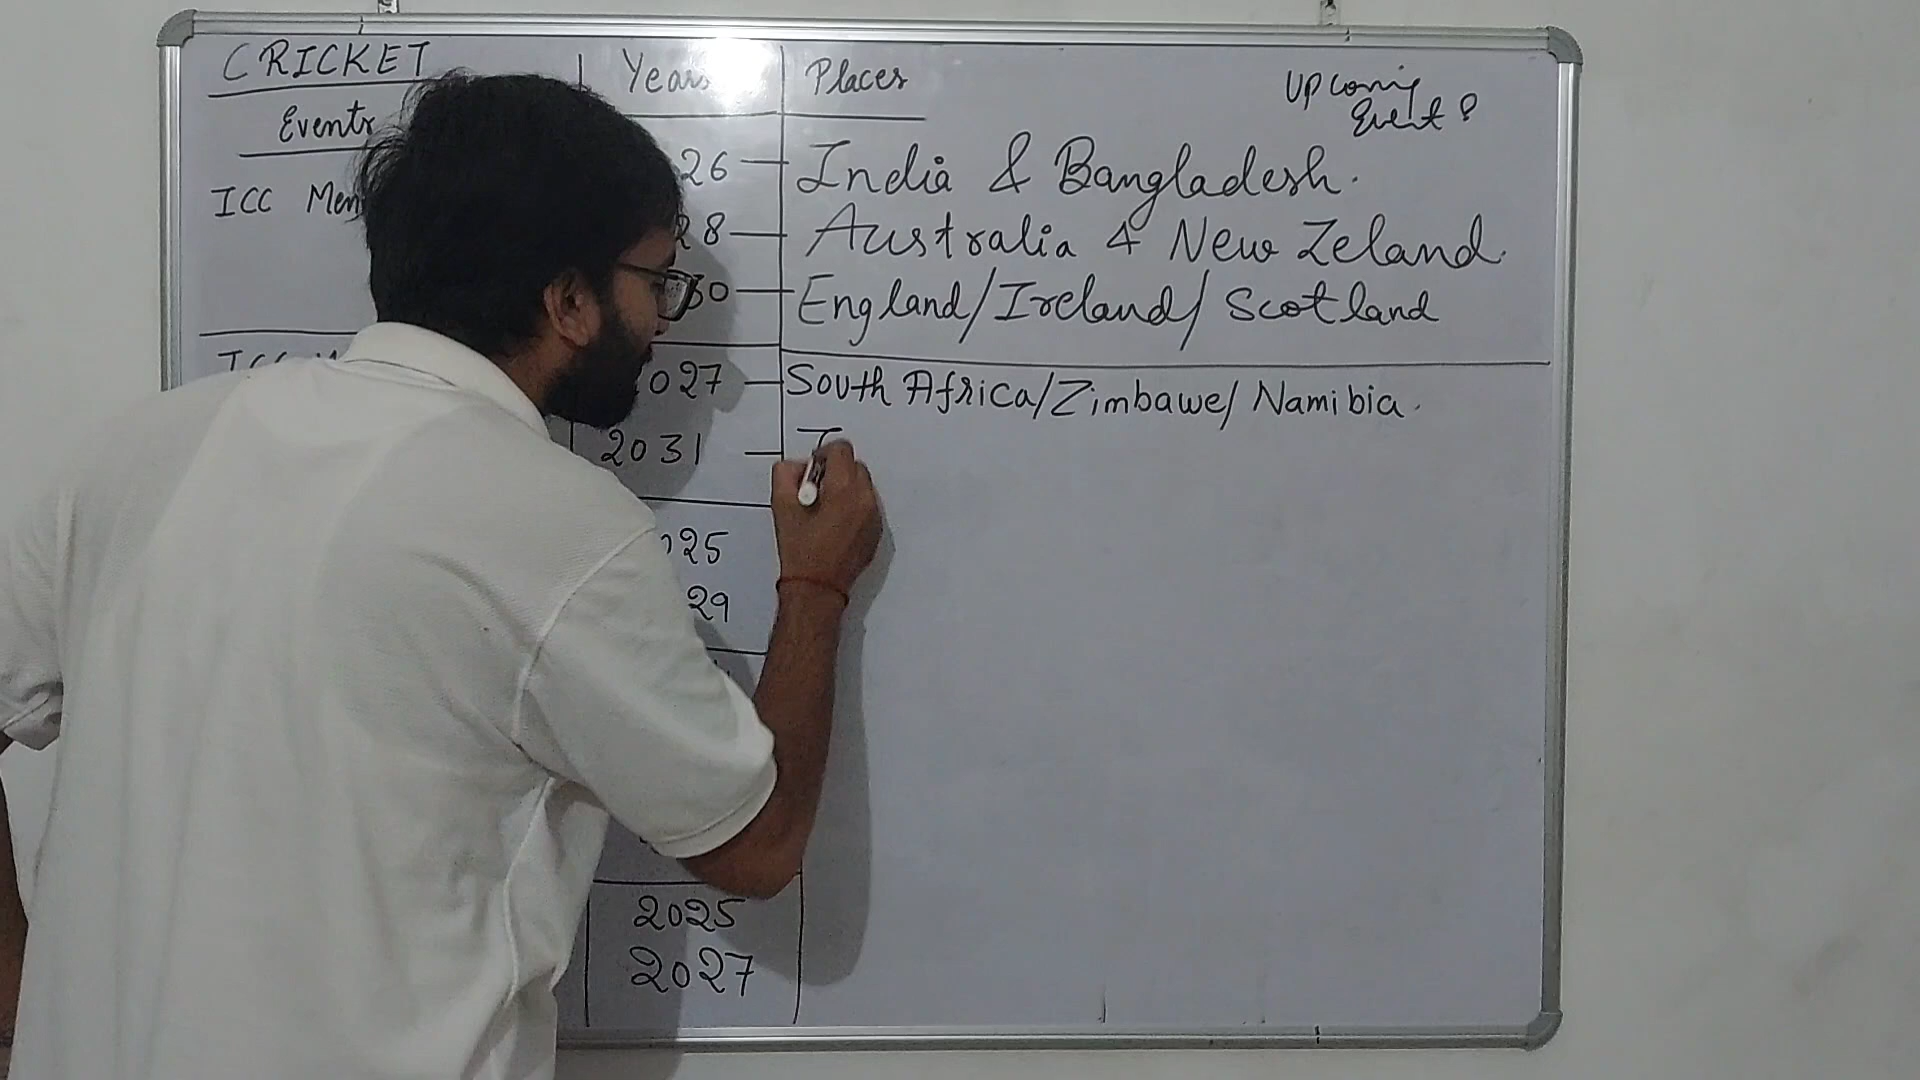 CRICKET Years Places
Upcoming
Event ?
Events
ICC Men 26 — India & Bangladesh.
28 — Australia & New Zeland.
30 — England/Ireland/Scotland
ICC 2027 — South Africa/Zimbawe/Namibia.
2031 — I
2025
29
2025
2027